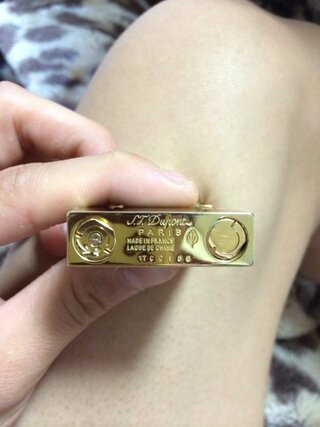 S.T.Dupont
PARIS
MADE IN FRANCE
LAQUE DE CHINE